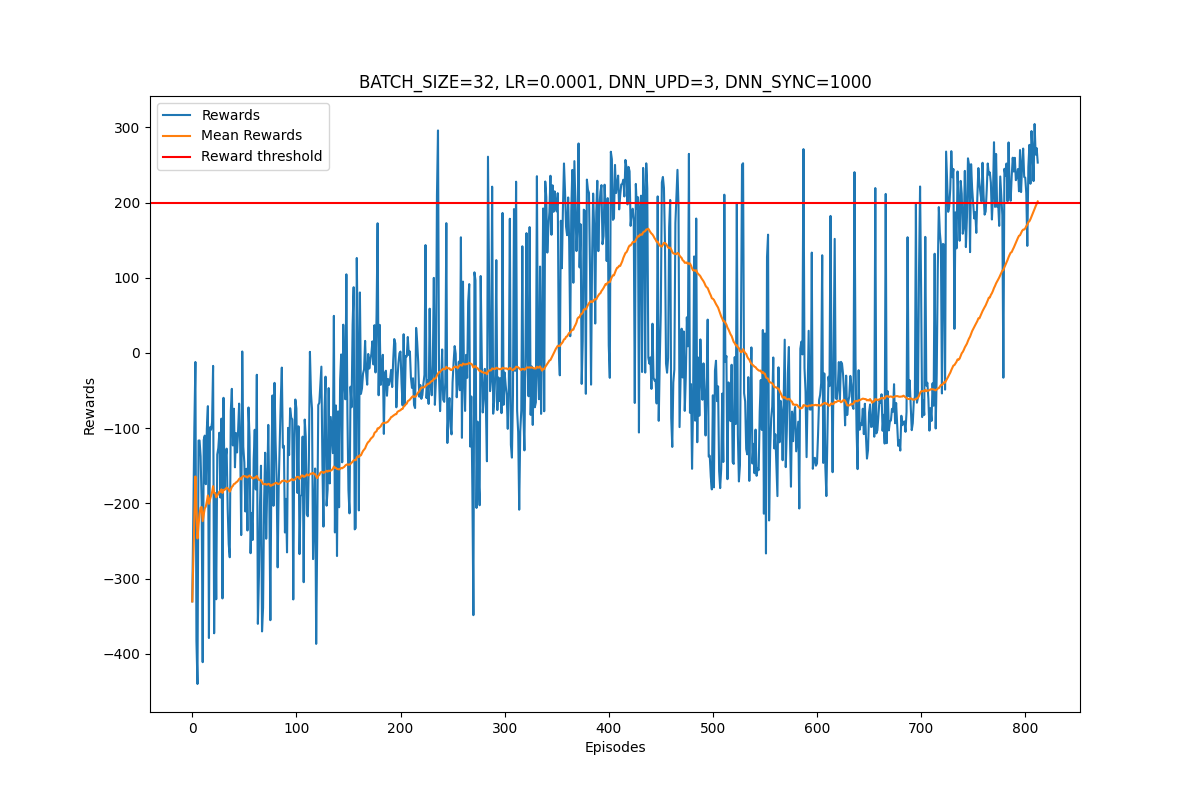 BATCH_SIZE=32, LR=0.0001, DNN_UPD=3, DNN_SYNC=1000
Rewards
Mean Rewards
Reward threshold
300
200
100
0
−100
−200
−300
−400
Rewards
0 100 200 300 400 500 600 700 800
Episodes